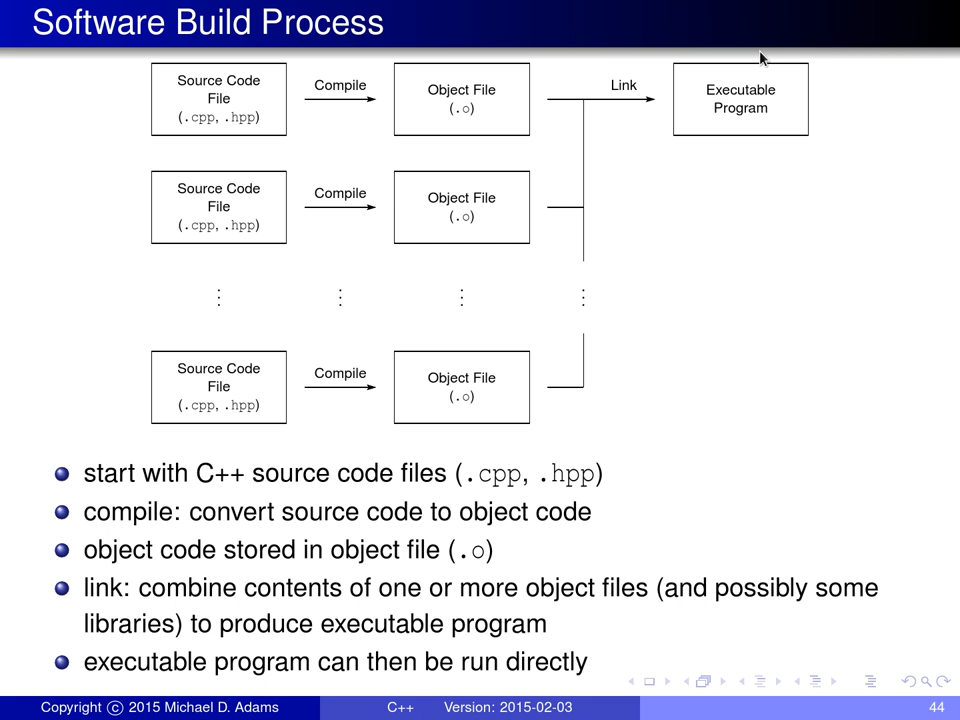 Software Build Process
Source Code
File
(.cpp, .hpp)
Compile
Object File
(.o)
Link
Executable
Program
Source Code
File
(.cpp, .hpp)
Compile
Object File
(.o)
Source Code
File
(.cpp, .hpp)
Compile
Object File
(.o)
start with C++ source code files (.cpp, .hpp)
compile: convert source code to object code
object code stored in object file (.o)
link: combine contents of one or more object files (and possibly some
libraries) to produce executable program
executable program can then be run directly
Copyright © 2015 Michael D. Adams C++ Version: 2015-02-03 44